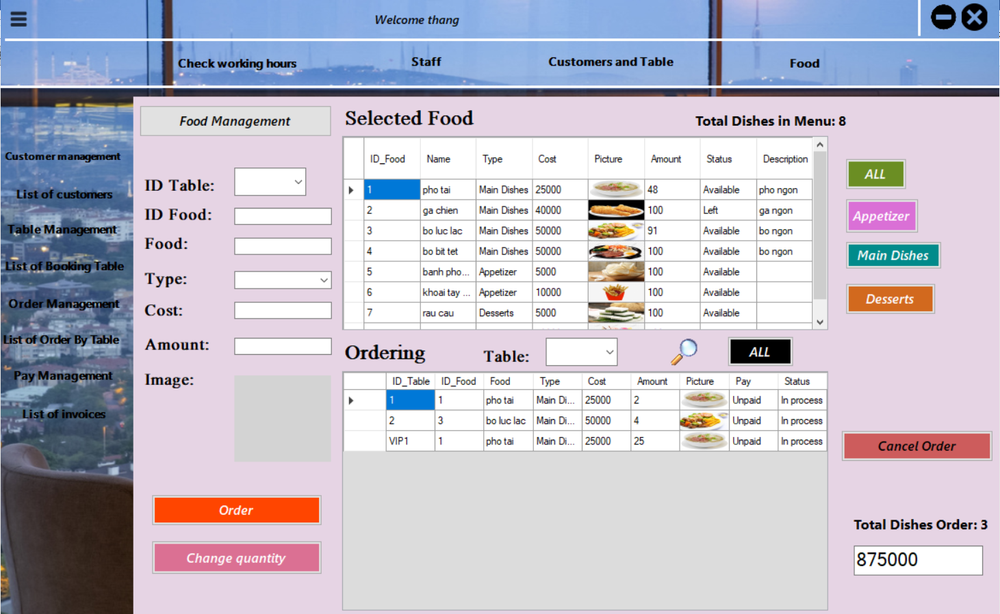 Welcome thang
Check working hours Staff Customers and Table Food
Customer management
List of customers
Table Management
List of Booking Table
Order Management
List of Order By Table
Pay Management
List of invoices
Food Management
ID Table:
ID Food:
Food:
Type:
Cost:
Amount:
Image:
Order
Change quantity
Selected Food Total Dishes in Menu: 8
ID_Food Name Type Cost Picture Amount Status Description
1 pho tai Main Dishes 25000 48 Available pho ngon
2 ga chien Main Dishes 40000 100 Left ga ngon
3 bo luc lac Main Dishes 50000 91 Available bo ngon
4 bo bit tet Main Dishes 50000 100 Available bo ngon
5 banh pho... Appetizer 5000 100 Available
6 khoai tay ... Appetizer 10000 100 Available
7 rau cau Desserts 5000 100 Available
ALL
Appetizer
Main Dishes
Desserts
Ordering Table: ALL
ID_Table ID_Food Food Type Cost Amount Picture Pay Status
1 1 pho tai Main Di... 25000 2 Unpaid In process
2 3 bo luc lac Main Di... 50000 4 Unpaid In process
VIP1 1 pho tai Main Di... 25000 25 Unpaid In process
Cancel Order
Total Dishes Order: 3
875000